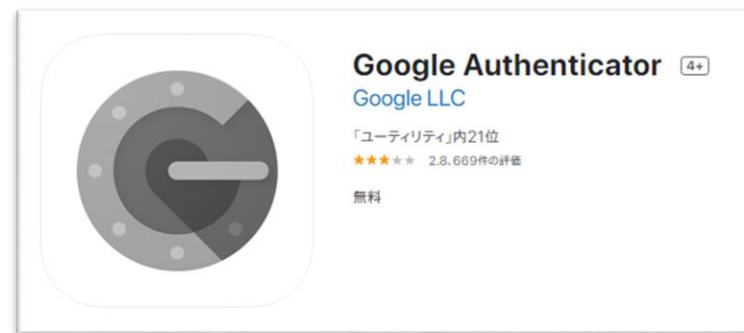 Google Authenticator 4+
Google LLC
「ユーティリティ」内21位
★★★★★ 2.8、669件の評価
無料